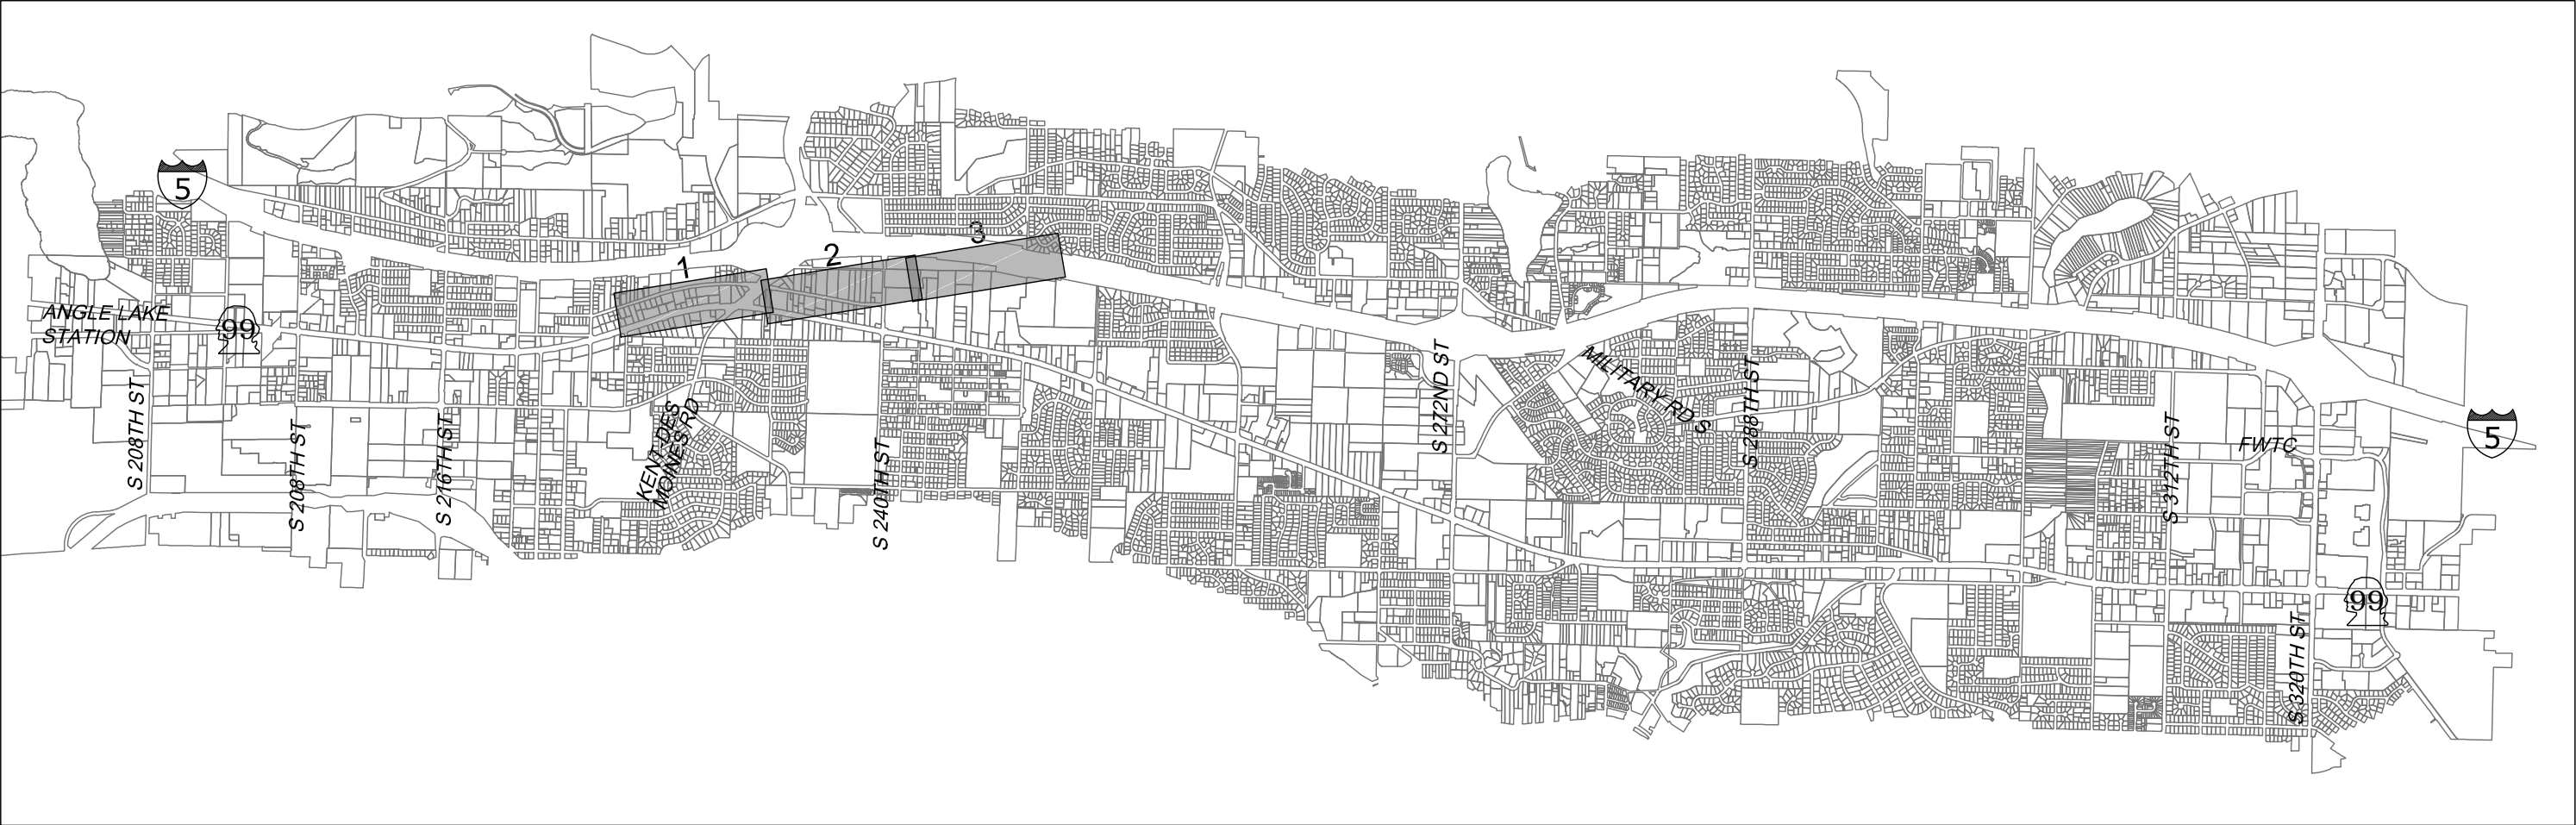 3
2
1
5
ANGLE LAKE
STATION
99
S 208TH ST
S 208TH ST
S 216TH ST
KENT-DES
MOINES RD
S 240TH ST
S 272ND ST
MILITARY RD S
S 288TH ST
S 312TH ST
FWTC
5
99
S 320TH ST